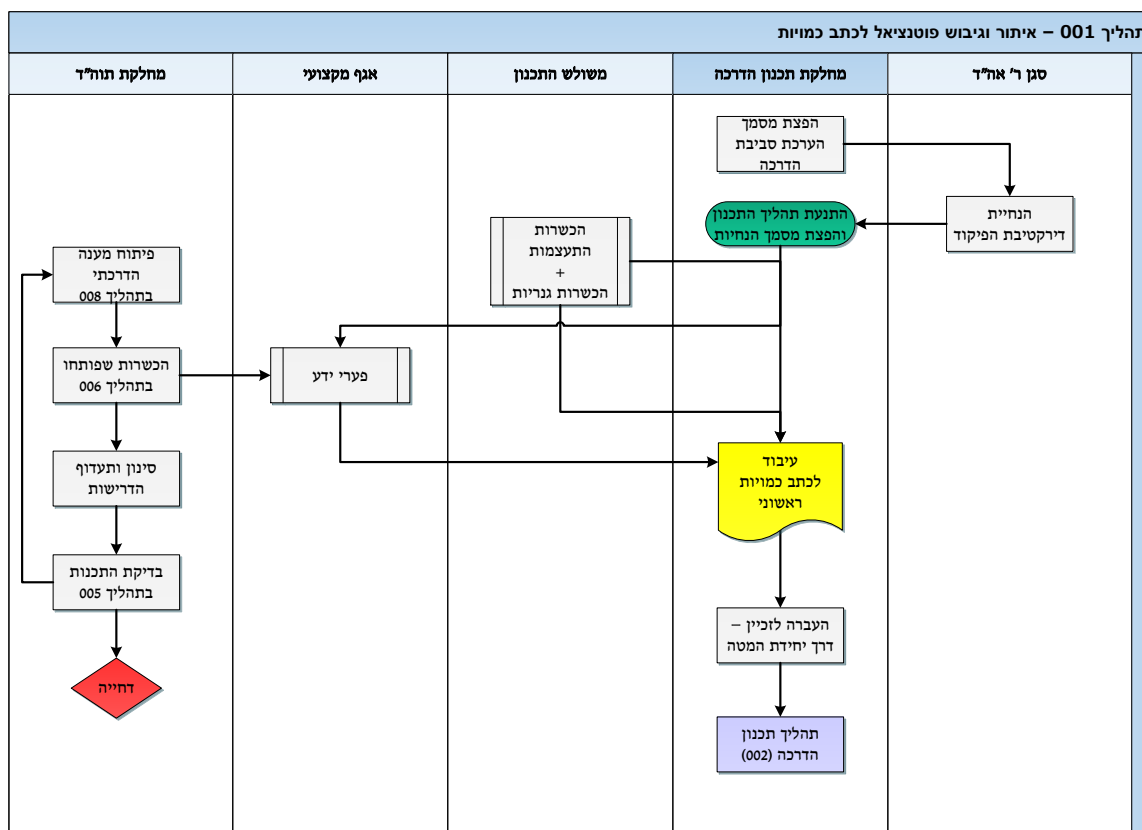 תהליך 001 – איתור וגיבוש פוטנציאל לכתב כמויות
סגן ר' אה"ד
מחלקת תכנון הדרכה
משולש התכנון
אגף מקצועי
מחלקת תוה"ד
הפצת מסמך
הערכת סביבת
הדרכה
הנחיית
דירקטיבת הפיקוד
התנעת תהליך התכנון
והפצת מסמך הנחיות
הכשרות
התעצמות
+
הכשרות גנריות
פיתוח מענה
הדרכתי
בתהליך 008
הכשרות שפותחו
בתהליך 006
פערי ידע
סינון ותעדוף
הדרישות
עיבוד
לכתב כמויות
ראשוני
בדיקת התכנות
בתהליך 005
העברה לזכיין –
דרך יחידת המטה
דחייה
תהליך תכנון
הדרכה (002)